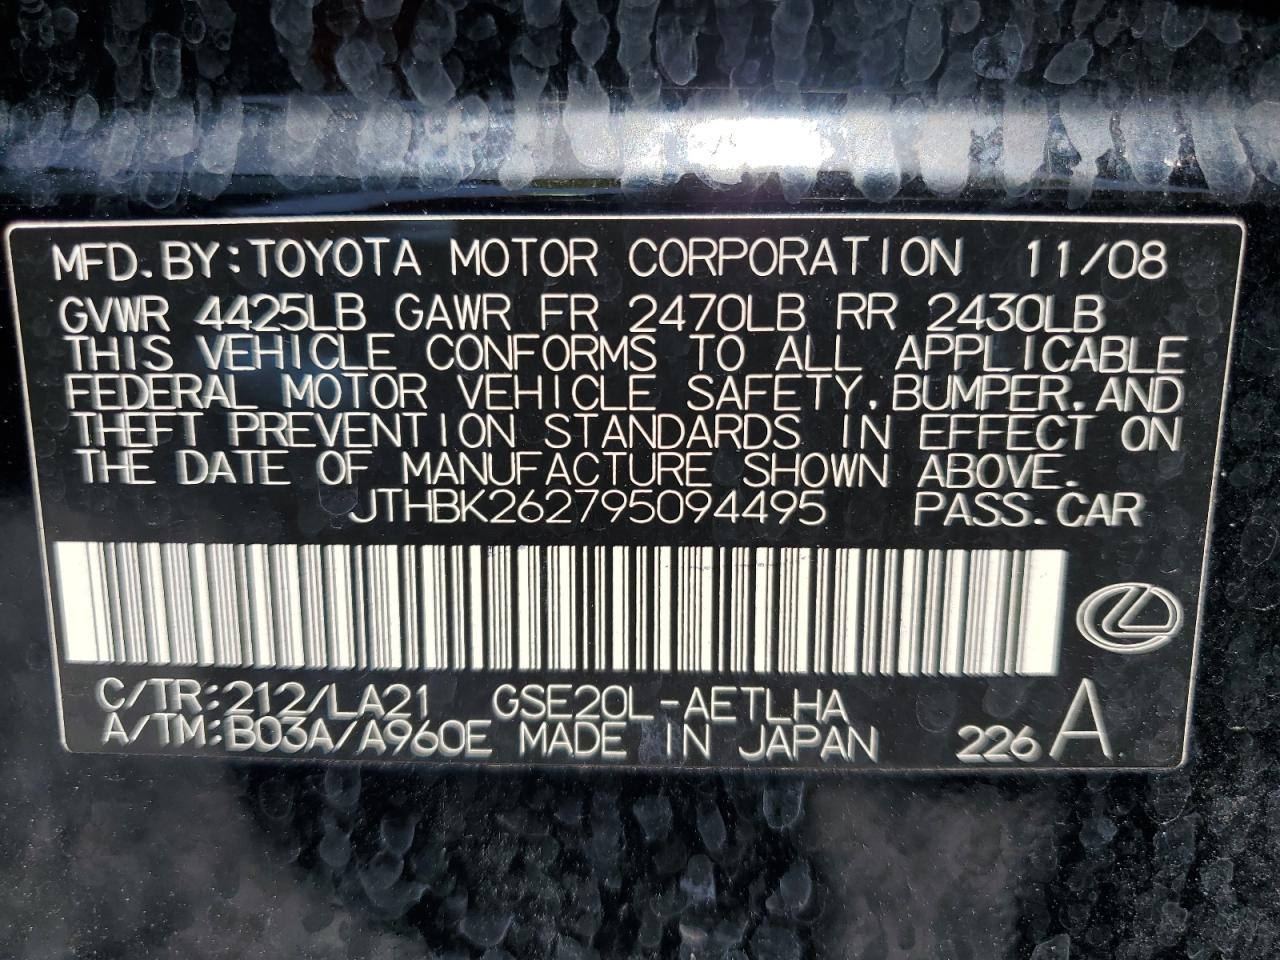 MFD.BY:TOYOTA MOTOR CORPORATION 11/08
GVWR 4425LB GAWR FR 2470LB RR 2430LB
THIS VEHICLE CONFORMS TO ALL APPLICABLE
FEDERAL MOTOR VEHICLE SAFETY,BUMPER,AND
THEFT PREVENTION STANDARDS IN EFFECT ON
THE DATE OF MANUFACTURE SHOWN ABOVE.
JTHBK262795094495 PASS.CAR
C/TR:212/LA21 GSE20L-AETLHA
A/TM:B03A/A960E MADE IN JAPAN 226 A